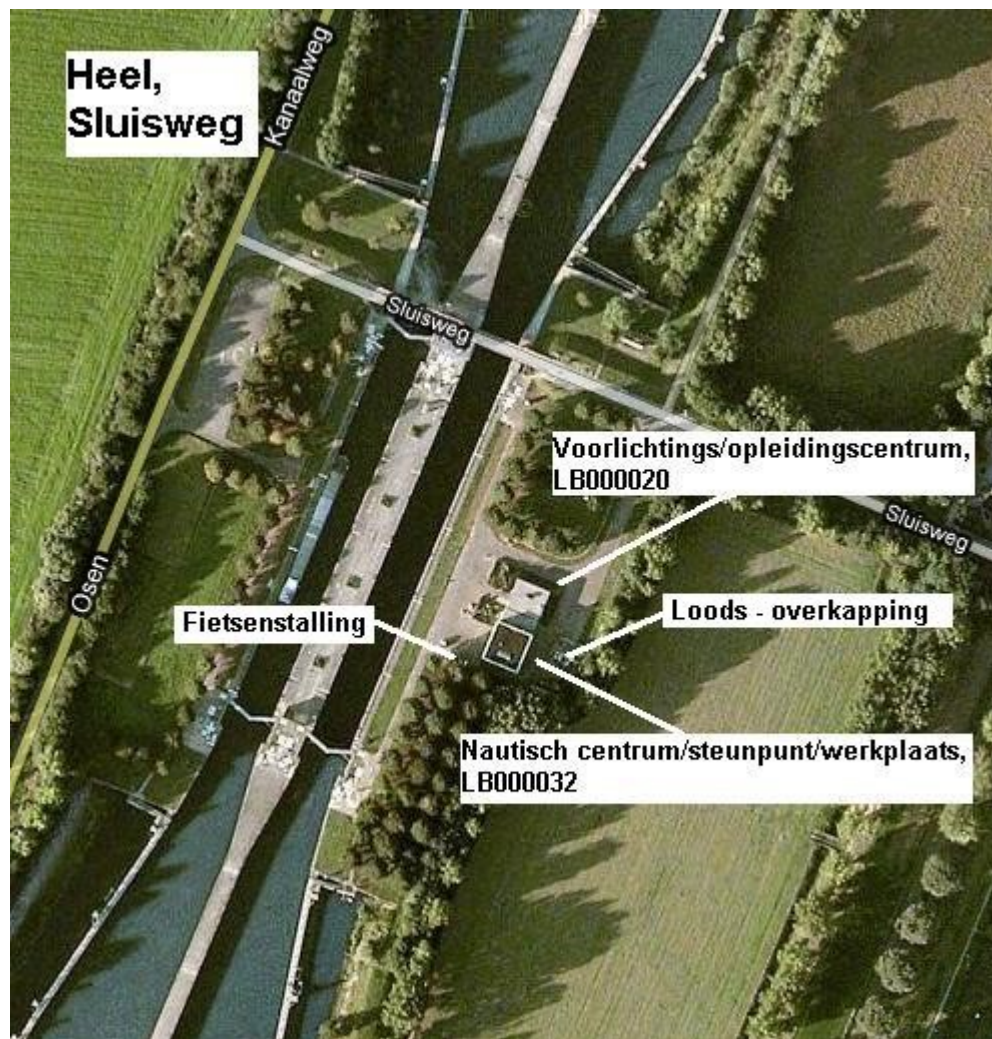 Heel,
Sluisweg
Kanaalweg
Sluisweg
Voorlichtings/opleidingscentrum,
LB000020
Sluisweg
Osen
Fietsenstalling
Loods - overkapping
Nautisch centrum/steunpunt/werkplaats,
LB000032